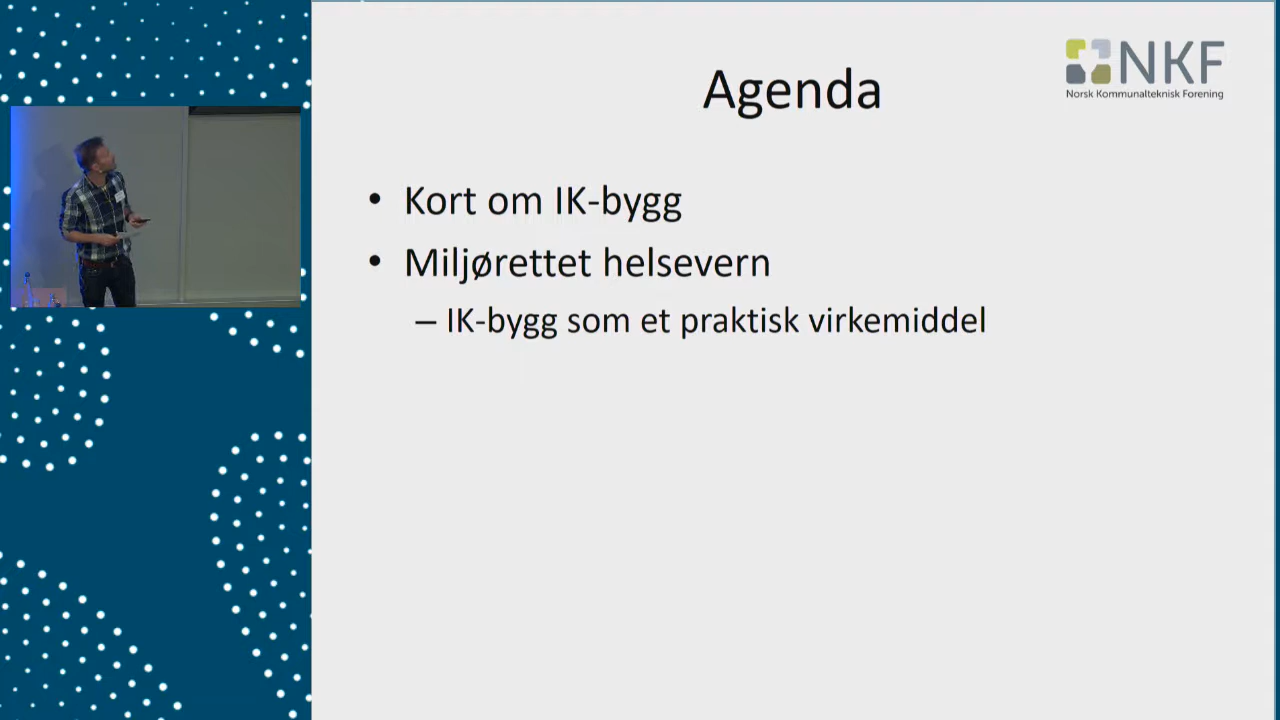 Agenda
NKF
Norsk Kommunalteknisk Forening
• Kort om IK-bygg
• Miljørettet helsevern
– IK-bygg som et praktisk virkemiddel